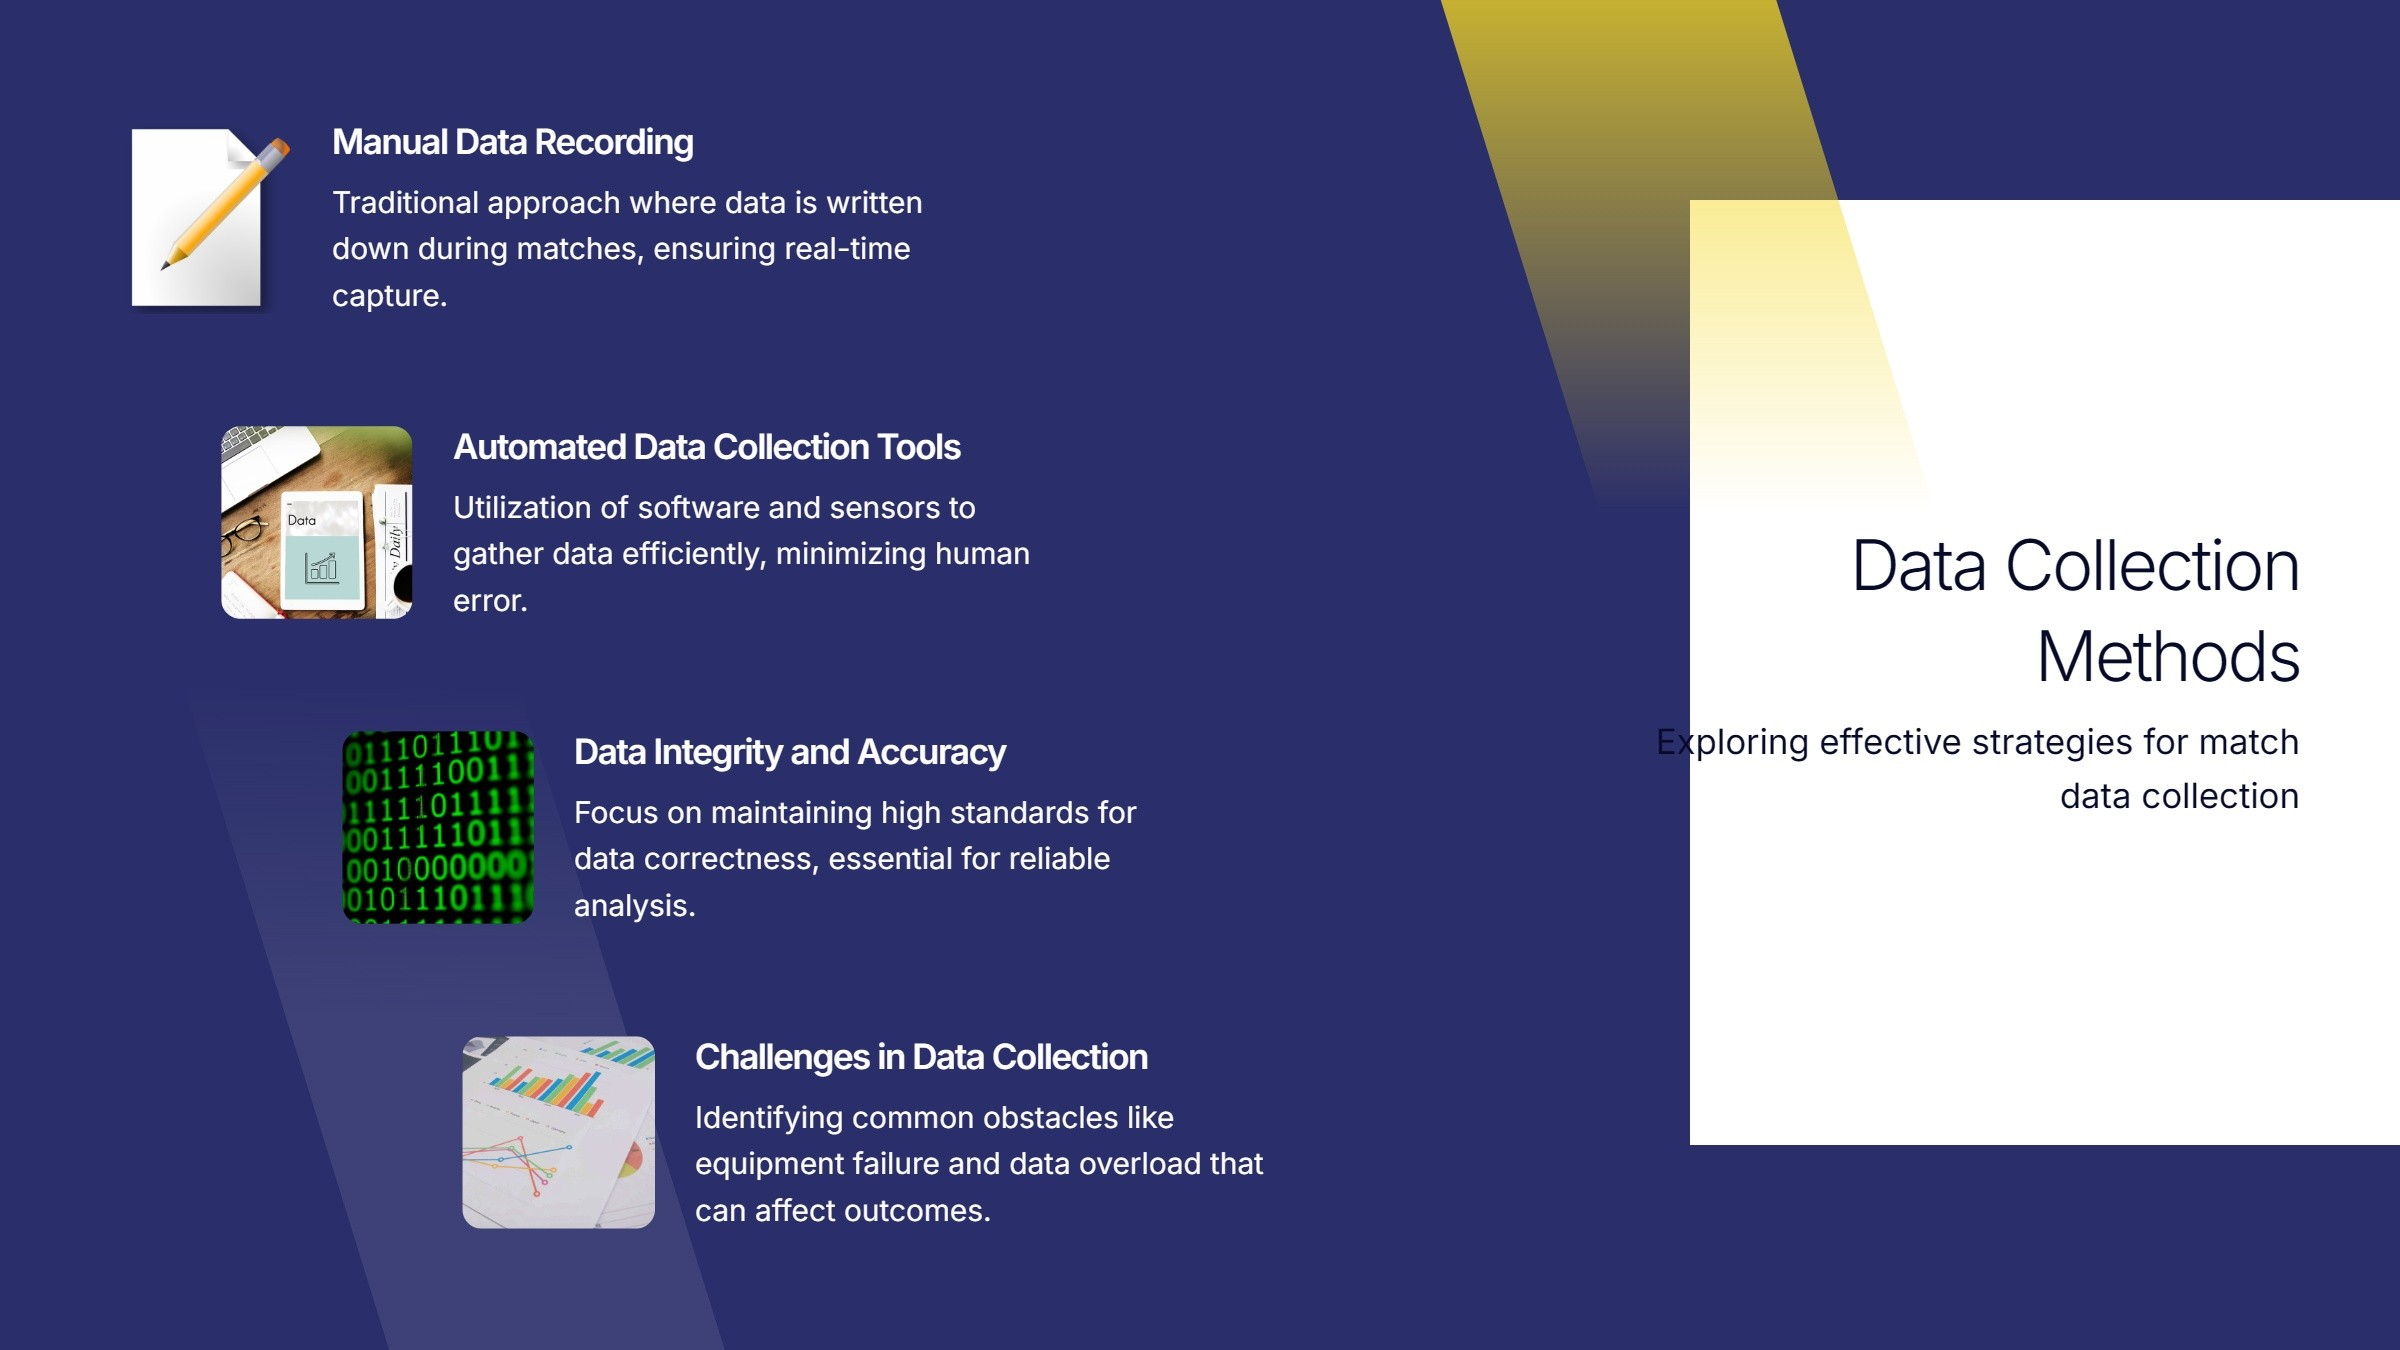 Manual Data Recording
Traditional approach where data is written
down during matches, ensuring real-time
capture.
Automated Data Collection Tools
Utilization of software and sensors to
gather data efficiently, minimizing human
error.
Data
Daily
Data Integrity and Accuracy
Focus on maintaining high standards for
data correctness, essential for reliable
analysis.
Challenges in Data Collection
Identifying common obstacles like
equipment failure and data overload that
can affect outcomes.
Data Collection
Methods
Exploring effective strategies for match
data collection